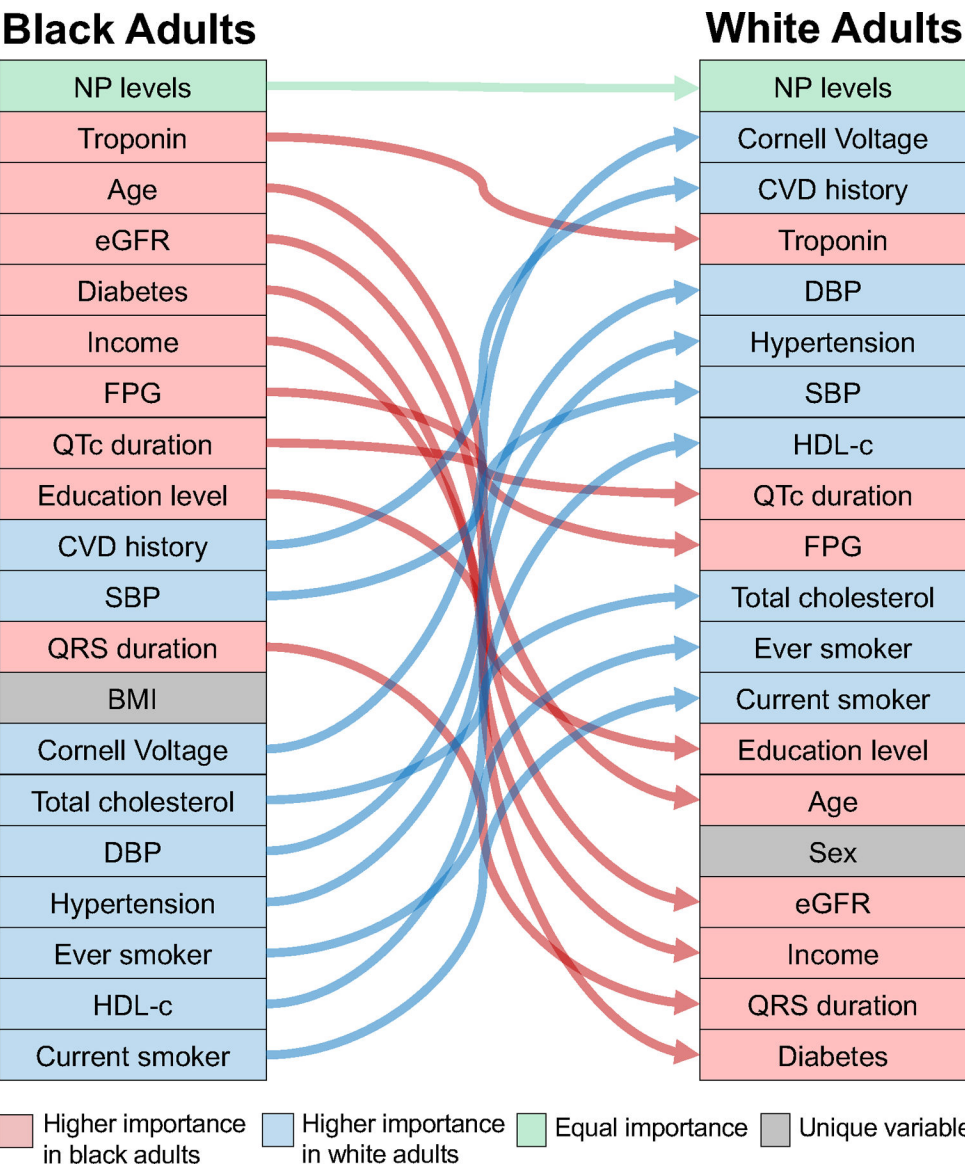 Black Adults
White Adults
NP levels
Troponin
Age
eGFR
Diabetes
Income
FPG
QTc duration
Education level
CVD history
SBP
QRS duration
BMI
Cornell Voltage
Total cholesterol
DBP
Hypertension
Ever smoker
HDL-c
Current smoker
NP levels
Cornell Voltage
CVD history
Troponin
DBP
Hypertension
SBP
HDL-c
QTc duration
FPG
Total cholesterol
Ever smoker
Current smoker
Education level
Age
Sex
eGFR
Income
QRS duration
Diabetes
Higher importance
in black adults
Higher importance
in white adults
Equal importance
Unique variable